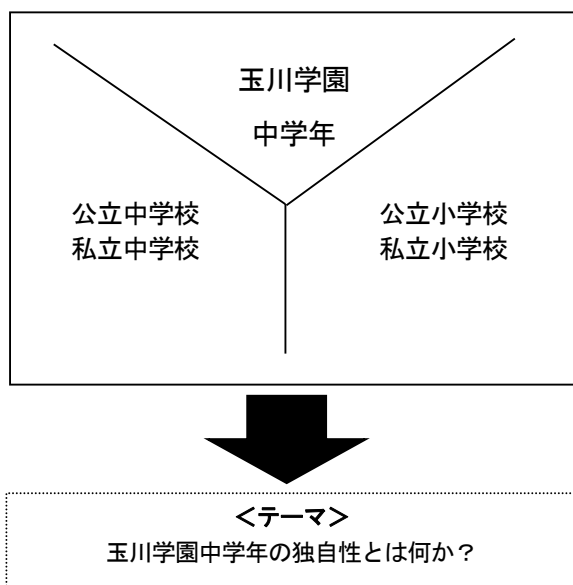 玉川学園
中学年
公立中学校
私立中学校
公立小学校
私立小学校
＜テーマ＞
玉川学園中学年の独自性とは何か？